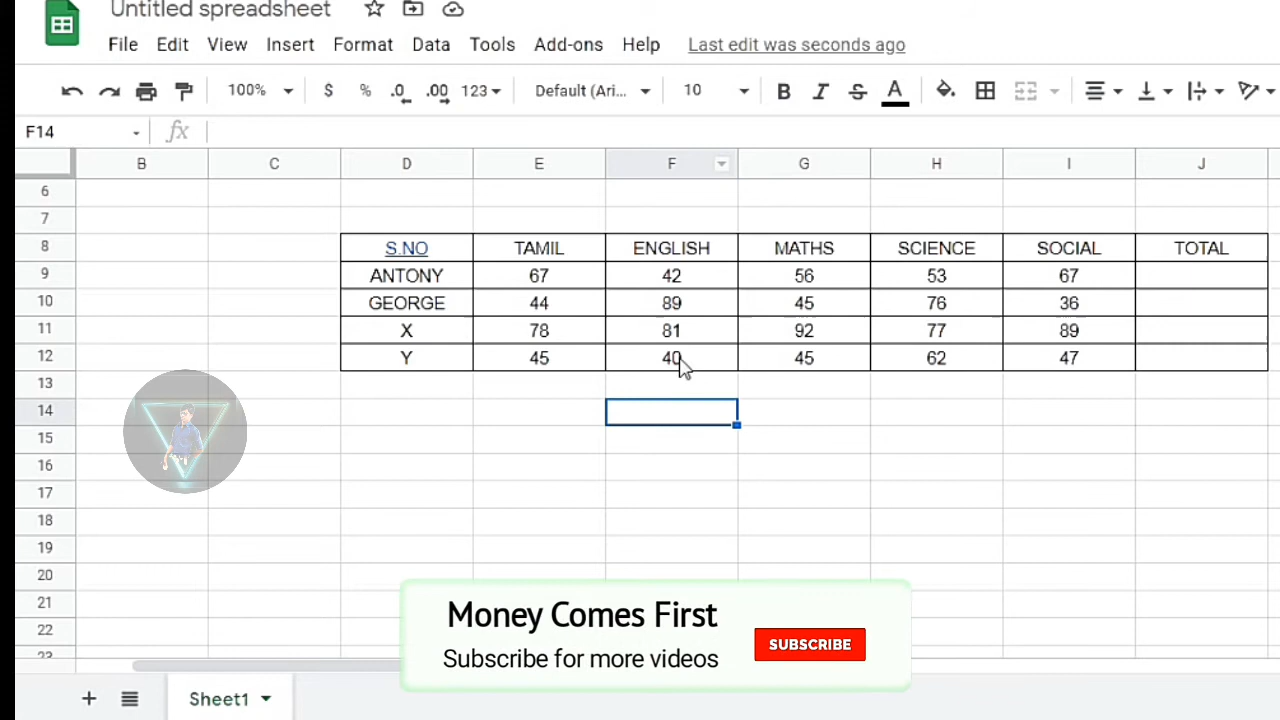 Untitled spreadsheet
File Edit View Insert Format Data Tools Add-ons Help Last edit was seconds ago
100% $ % .0 .00 123 Default (Ari... 10 B I S A
F14 fx
B C D E F G H I J
6
7
8 S.NO TAMIL ENGLISH MATHS SCIENCE SOCIAL TOTAL
9 ANTONY 67 42 56 53 67
10 GEORGE 44 89 45 76 36
11 X 78 81 92 77 89
12 Y 45 40 45 62 47
13
14
15
16
17
18
19
20
21
22
23
Money Comes First
Subscribe for more videos
SUBSCRIBE
Sheet1